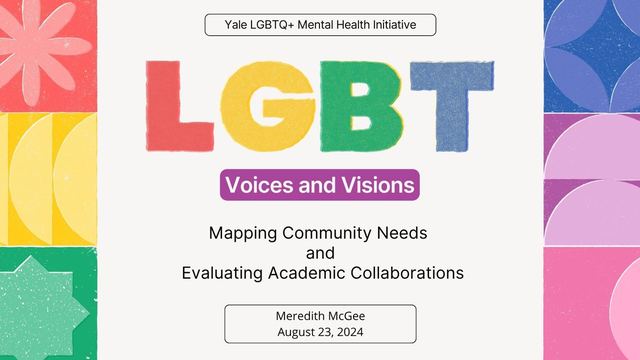 Yale LGBTQ+ Mental Health Initiative
LGBT
Voices and Visions
Mapping Community Needs
and
Evaluating Academic Collaborations
Meredith McGee
August 23, 2024